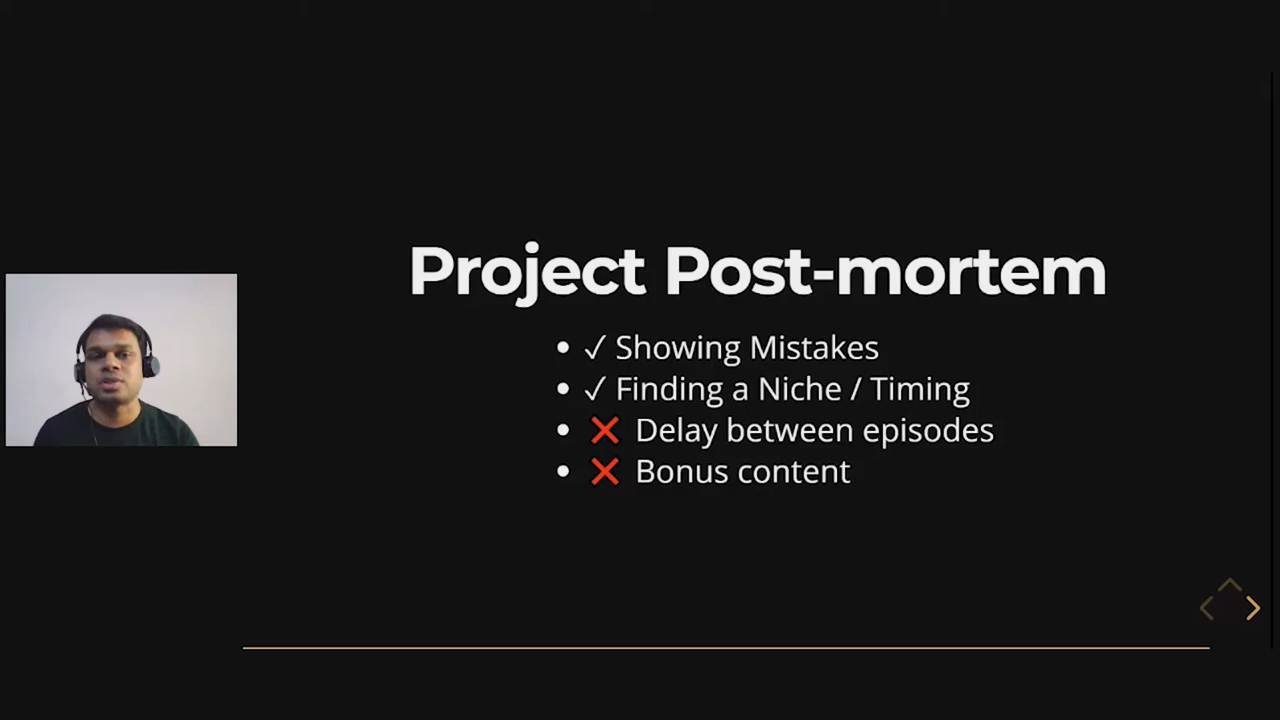 Project Post-mortem
• ✓ Showing Mistakes
• ✓ Finding a Niche / Timing
• ❌ Delay between episodes
• ❌ Bonus content